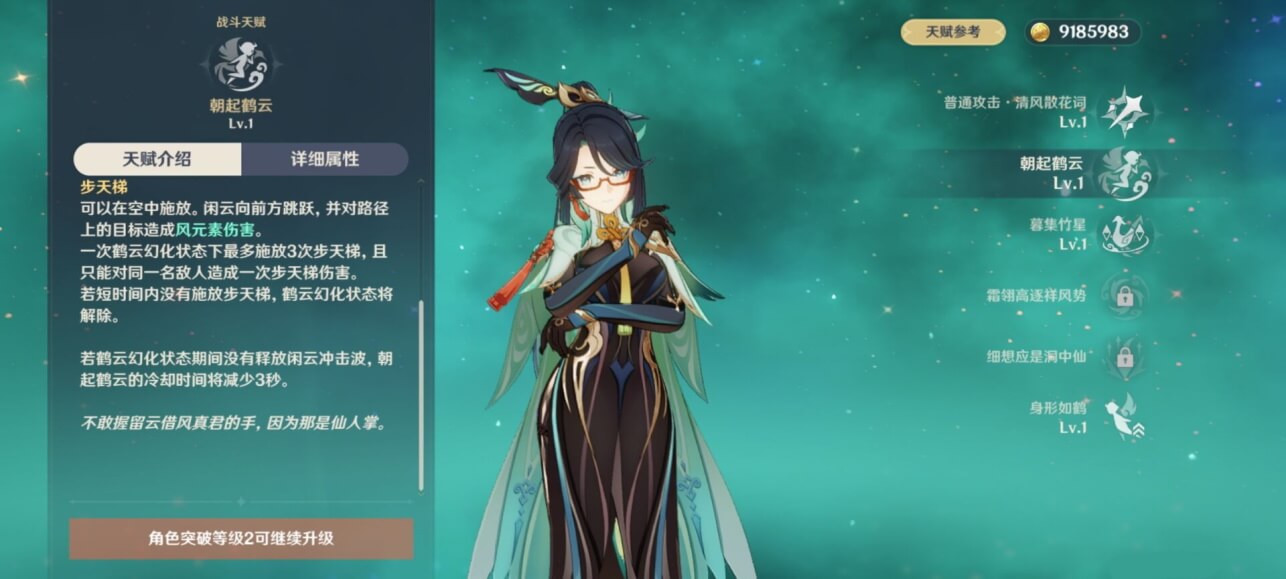 战斗天赋
朝起鹤云
Lv.1
天赋介绍
详细属性
步天梯
可以在空中施放。闲云向前方跳跃，并对路径
上的目标造成风元素伤害。
一次鹤云幻化状态下最多施放3次步天梯，且
只能对同一名敌人造成一次步天梯伤害。
若短时间内没有施放步天梯，鹤云幻化状态将
解除。
若鹤云幻化状态期间没有释放闲云冲击波，朝
起鹤云的冷却时间将减少3秒。
不敢握留云借风真君的手，因为那是仙人掌。
角色突破等级2可继续升级
天赋参考
9185983
普通攻击·清风散花词
Lv.1
朝起鹤云
Lv.1
暮集竹星
Lv.1
霜翎高逐祥风势
细想应是洞中仙
身形如鹤
Lv.1